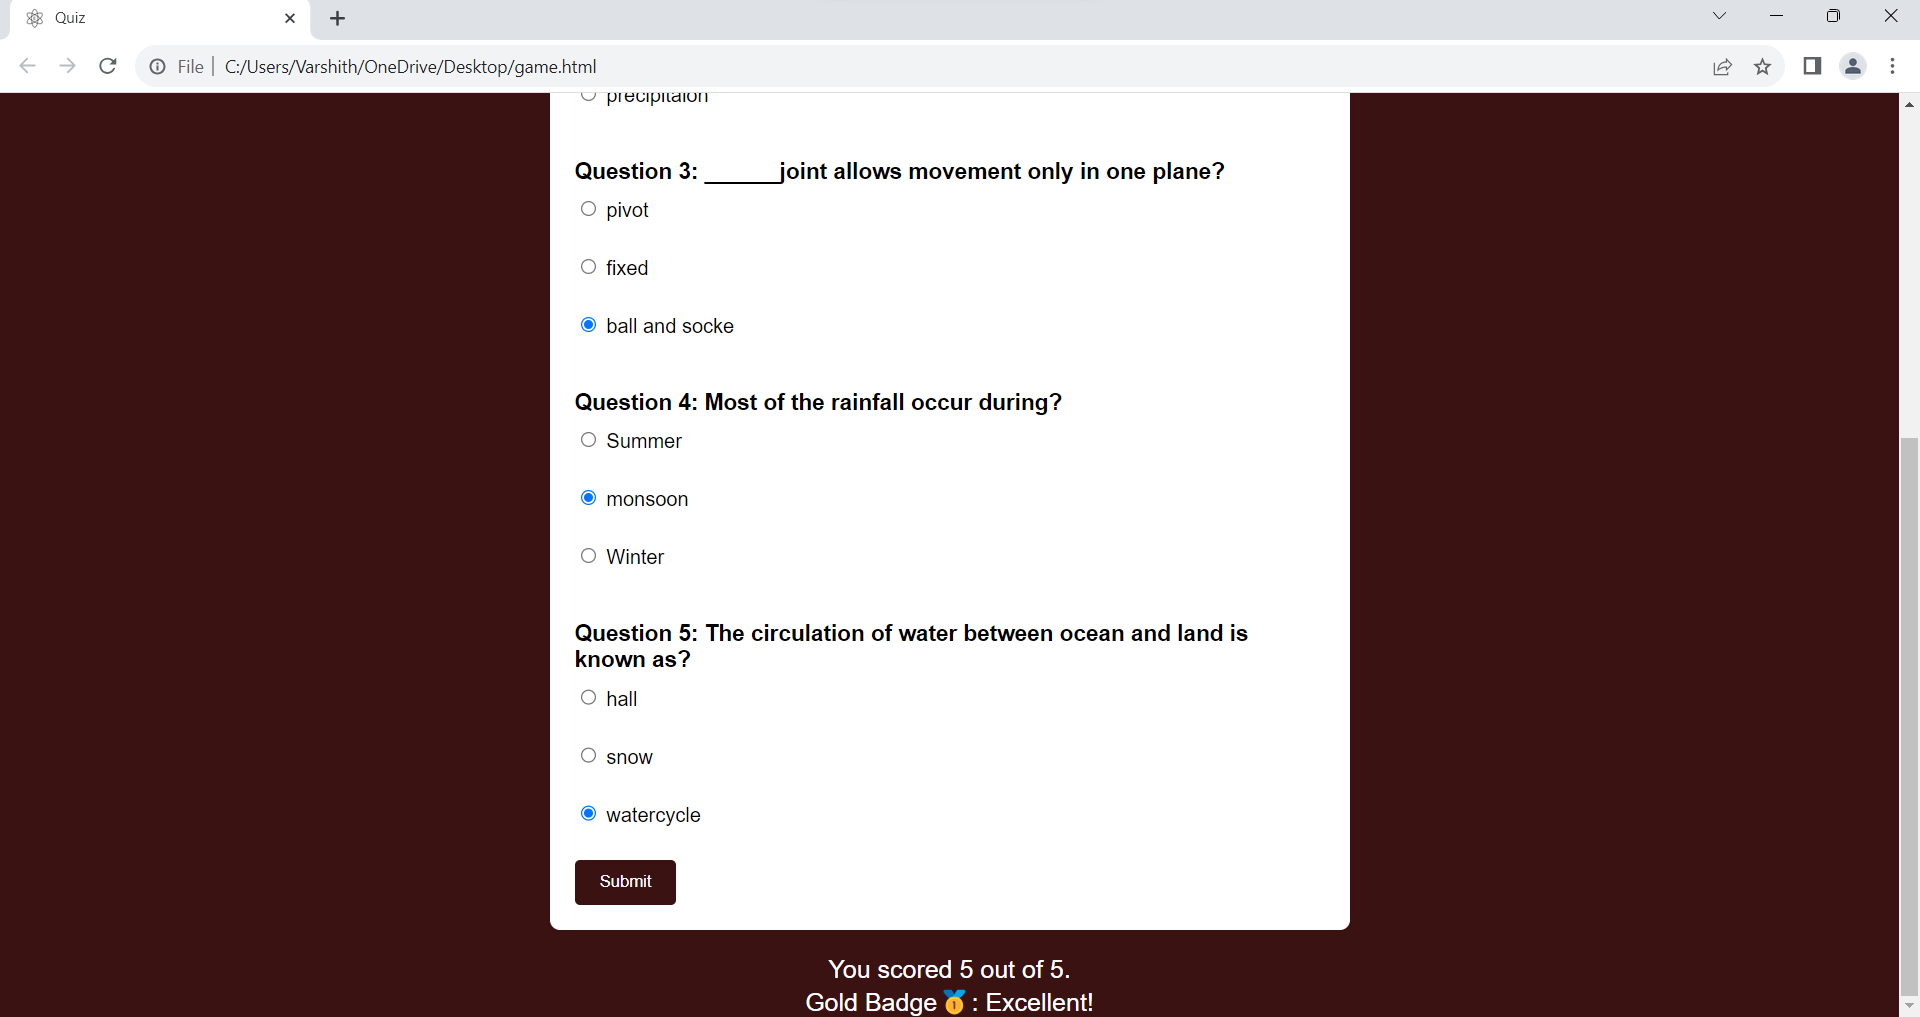 Quiz
File
C:/Users/Varshith/OneDrive/Desktop/game.html
precipitaion
Question 3: ______joint allows movement only in one plane?
pivot
fixed
ball and socke
Question 4: Most of the rainfall occur during?
Summer
monsoon
Winter
Question 5: The circulation of water between ocean and land is
known as?
hall
snow
watercycle
Submit
You scored 5 out of 5.
Gold Badge🥇: Excellent!